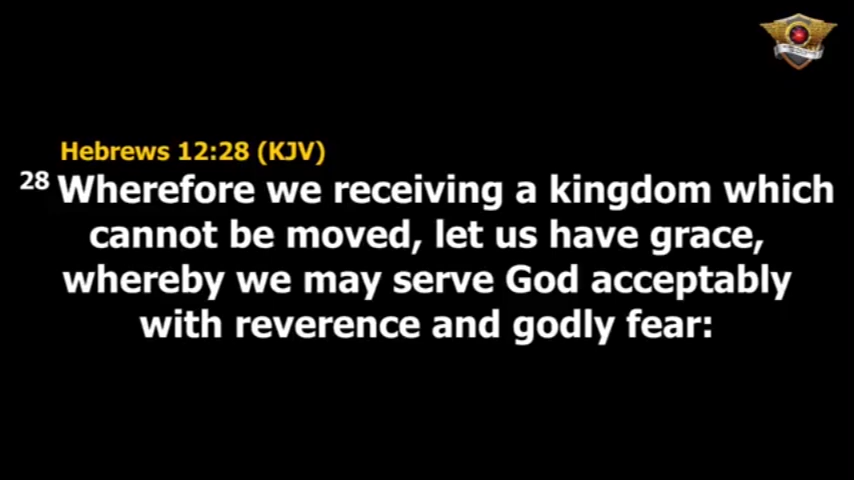 Hebrews 12:28 (KJV)
28 Wherefore we receiving a kingdom which
cannot be moved, let us have grace,
whereby we may serve God acceptably
with reverence and godly fear: